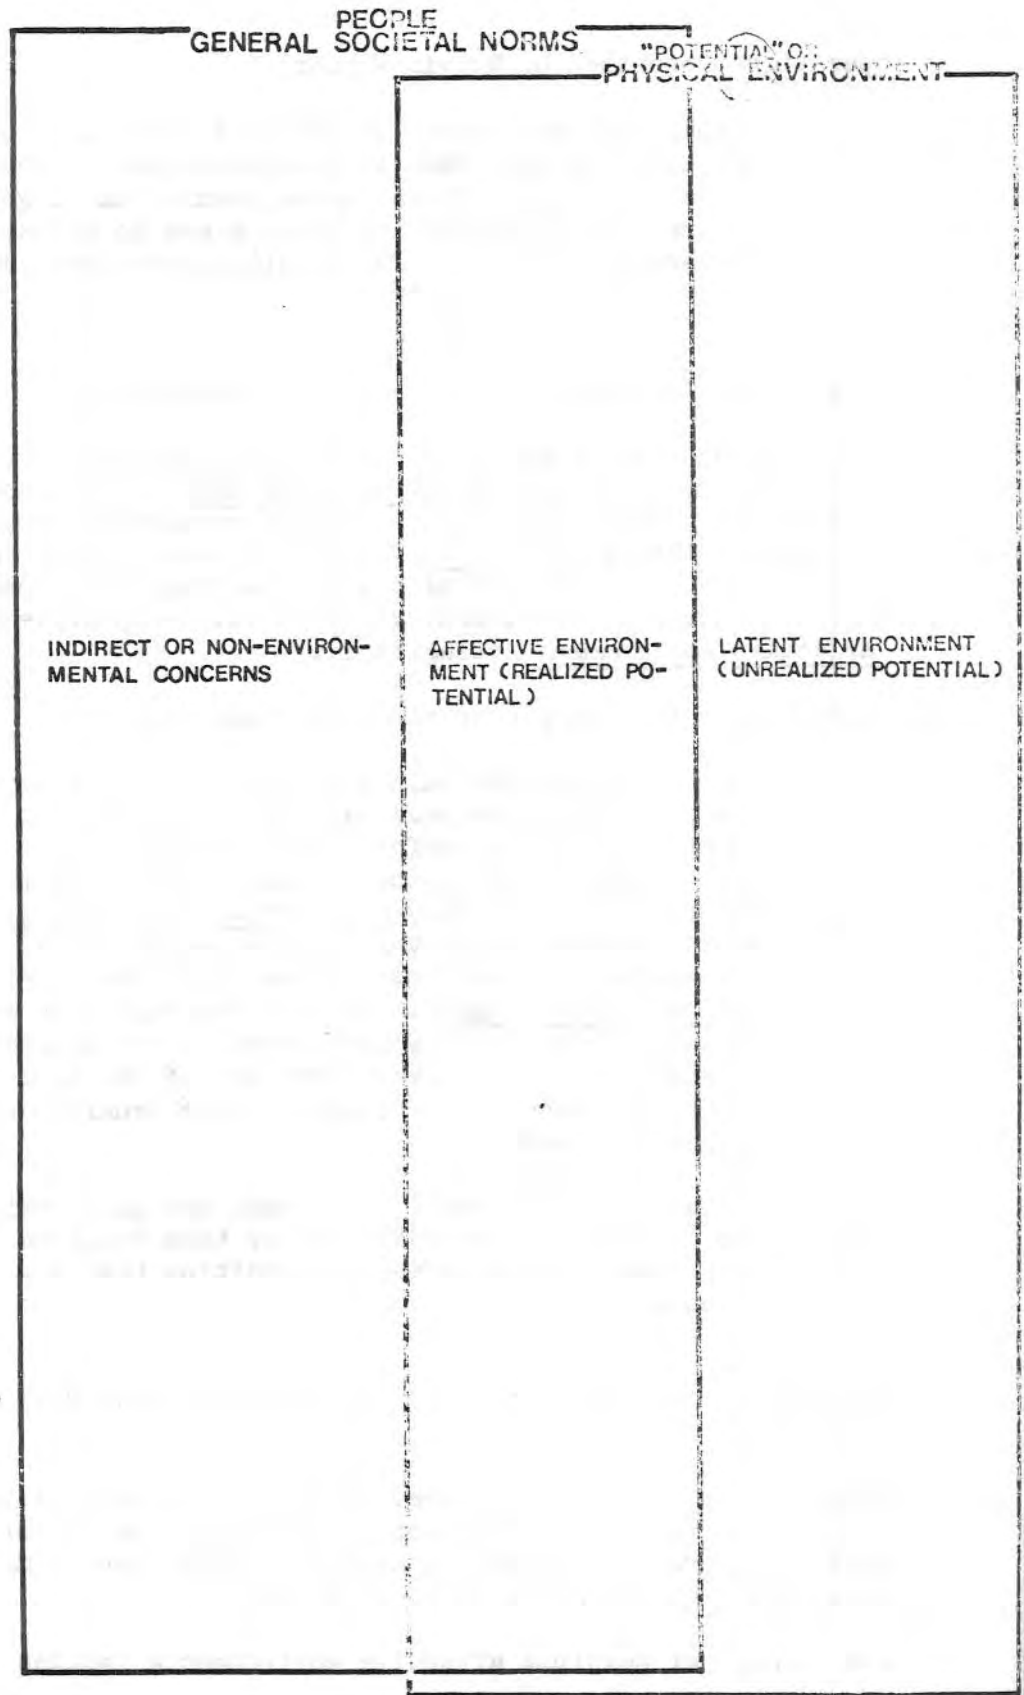 PEOPLE
GENERAL SOCIETAL NORMS
"POTENTIAL" OR
PHYSICAL ENVIRONMENT
INDIRECT OR NON-ENVIRON-
MENTAL CONCERNS
AFFECTIVE ENVIRON-
MENT (REALIZED PO-
TENTIAL)
LATENT ENVIRONMENT
(UNREALIZED POTENTIAL)